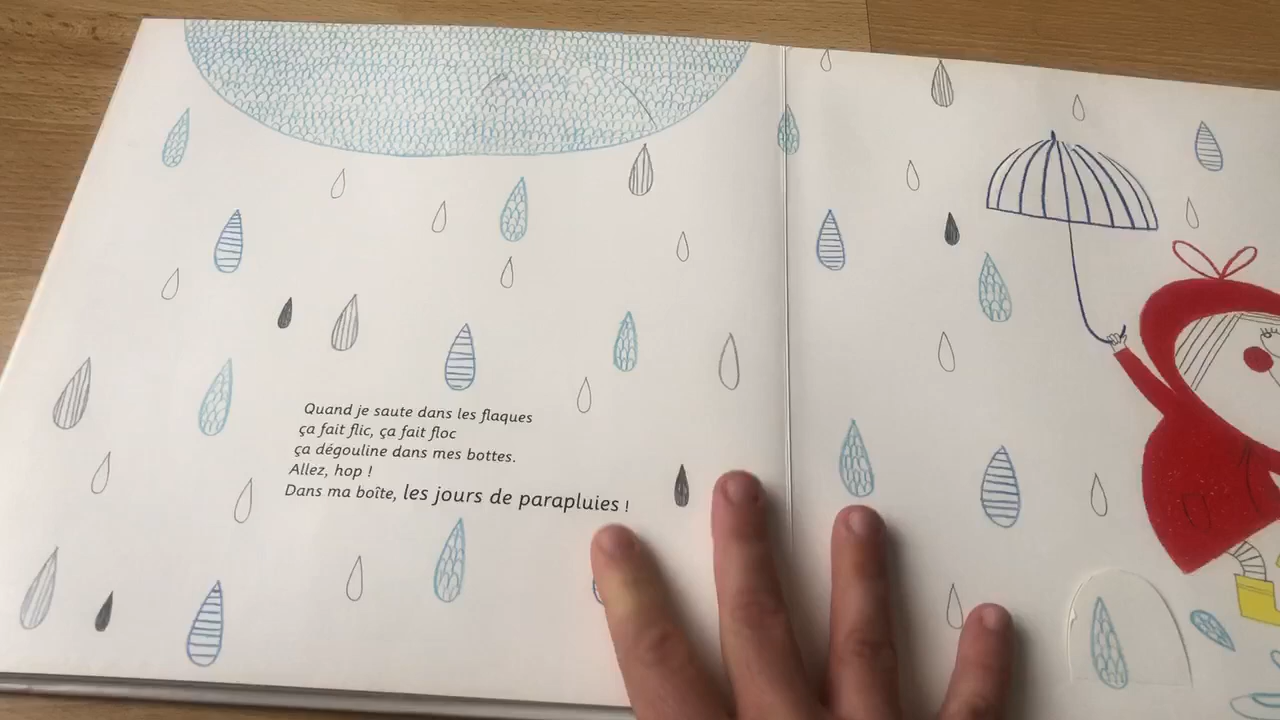 Quand je saute dans les flaques
ça fait flic, ça fait floc
ça dégouline dans mes bottes.
Allez, hop !
Dans ma boîte, les jours de parapluies !